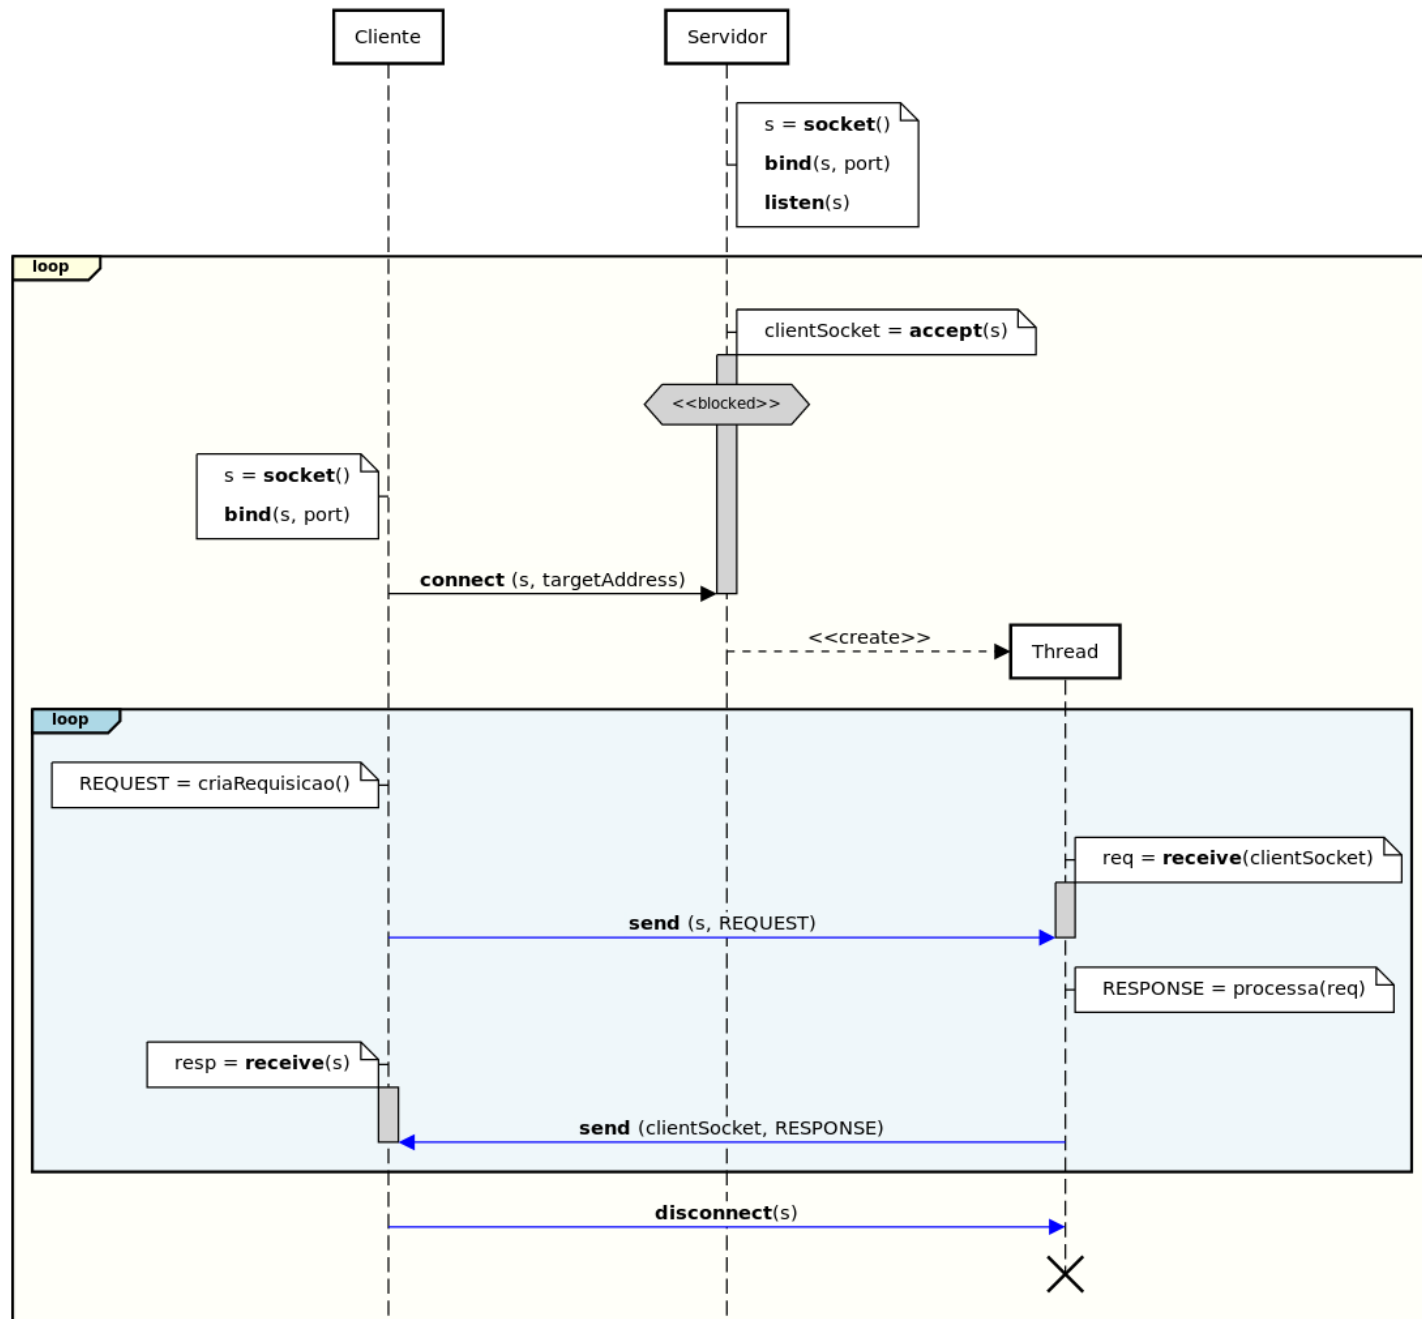 Cliente
Servidor
s = socket()
bind(s, port)
listen(s)
loop
clientSocket = accept(s)
<<blocked>>
s = socket()
bind(s, port)
connect (s, targetAddress)
<<create>>
Thread
loop
REQUEST = criaRequisicao()
req = receive(clientSocket)
send (s, REQUEST)
RESPONSE = processa(req)
resp = receive(s)
send (clientSocket, RESPONSE)
disconnect(s)